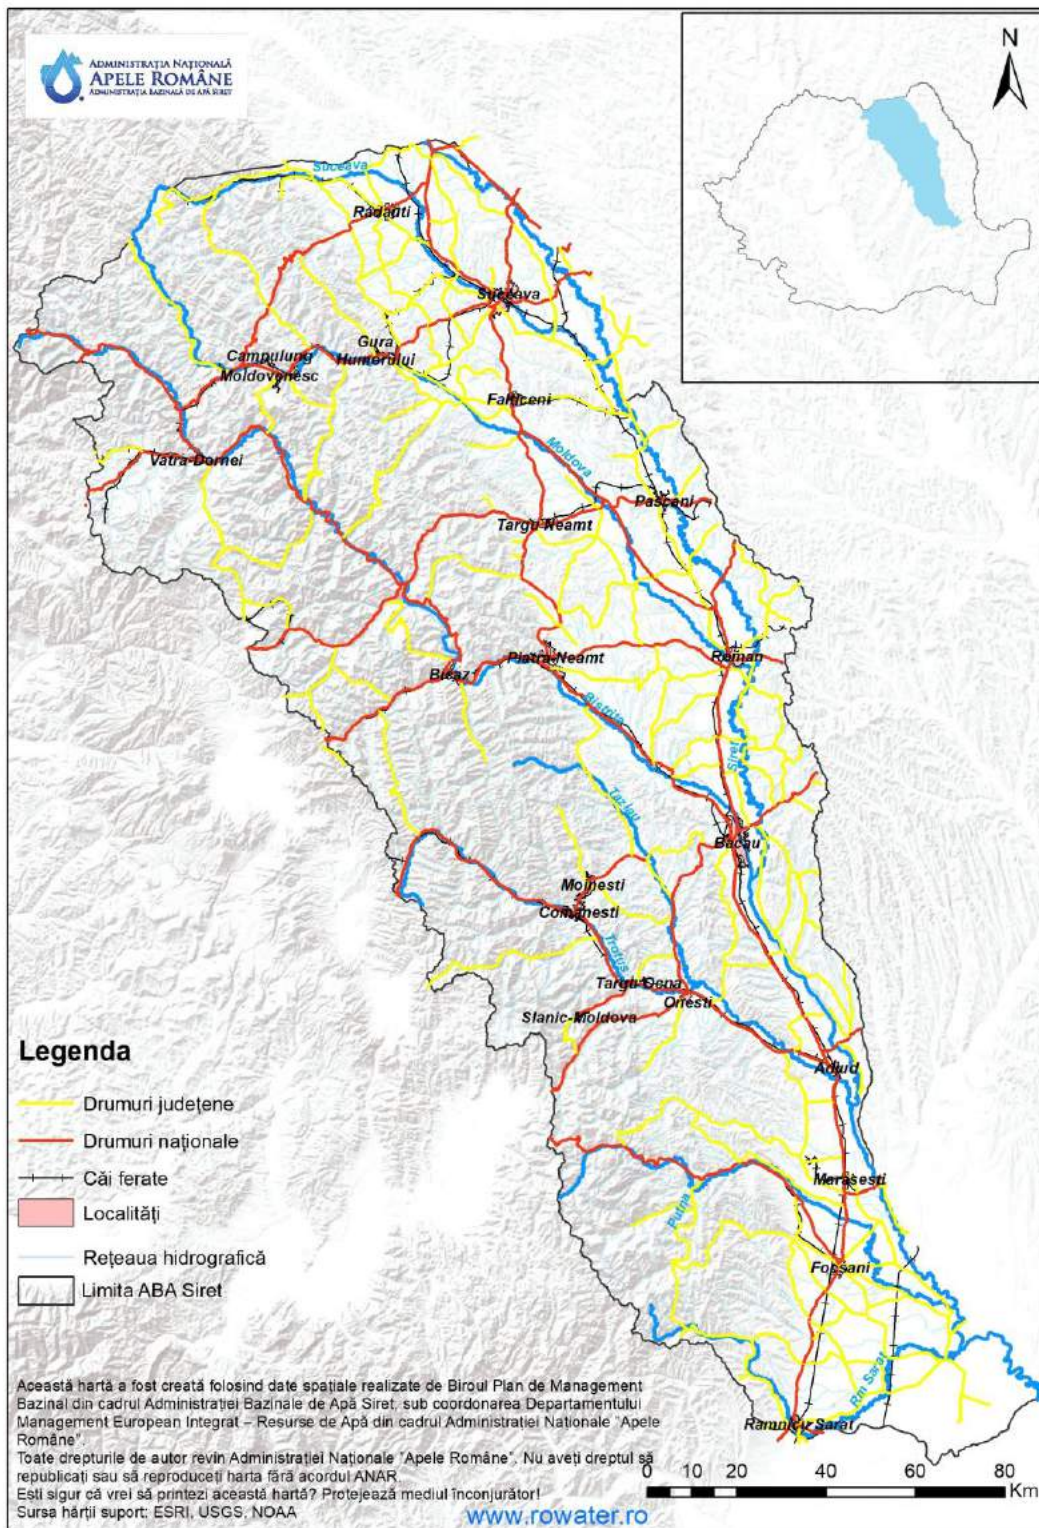 ADMINISTRAȚIA NAȚIONALĂ
APELE ROMÂNE
ADMINISTRAȚIA BAZINALĂ DE APĂ SIRET
N
Suceava
Rădăuți
Suceava
Gura
Humorului
Campulung
Moldovenesc
Falticeni
Moldova
Vatra-Dornei
Pascani
Targu-Neamt
Roman
Piatra-Neamt
Bicaz
Bistrita
Siret
Tazlau
Bacau
Moinesti
Comanesti
Trotus
Targu-Ocna
Onesti
Slanic-Moldova
Adjud
Marasesti
Putna
Focsani
Rm Sarat
Ramnicu Sarat
Legenda
Drumuri județene
Drumuri naționale
Căi ferate
Localități
Rețeaua hidrografică
Limita ABA Siret
Această hartă a fost creată folosind date spațiale realizate de Biroul Plan de Management
Bazinal din cadrul Administrației Bazinale de Apă Siret, sub coordonarea Departamentului
Management European Integrat – Resurse de Apă din cadrul Administrației Naționale "Apele
Române".
Toate drepturile de autor revin Administrației Naționale "Apele Române". Nu aveți dreptul să
republicați sau să reproduceți harta fără acordul ANAR.
Ești sigur că vrei să printezi această hartă? Protejează mediul înconjurător!
Sursa hărții suport: ESRI, USGS, NOAA
www.rowater.ro
0 10 20 40 60 80
Km